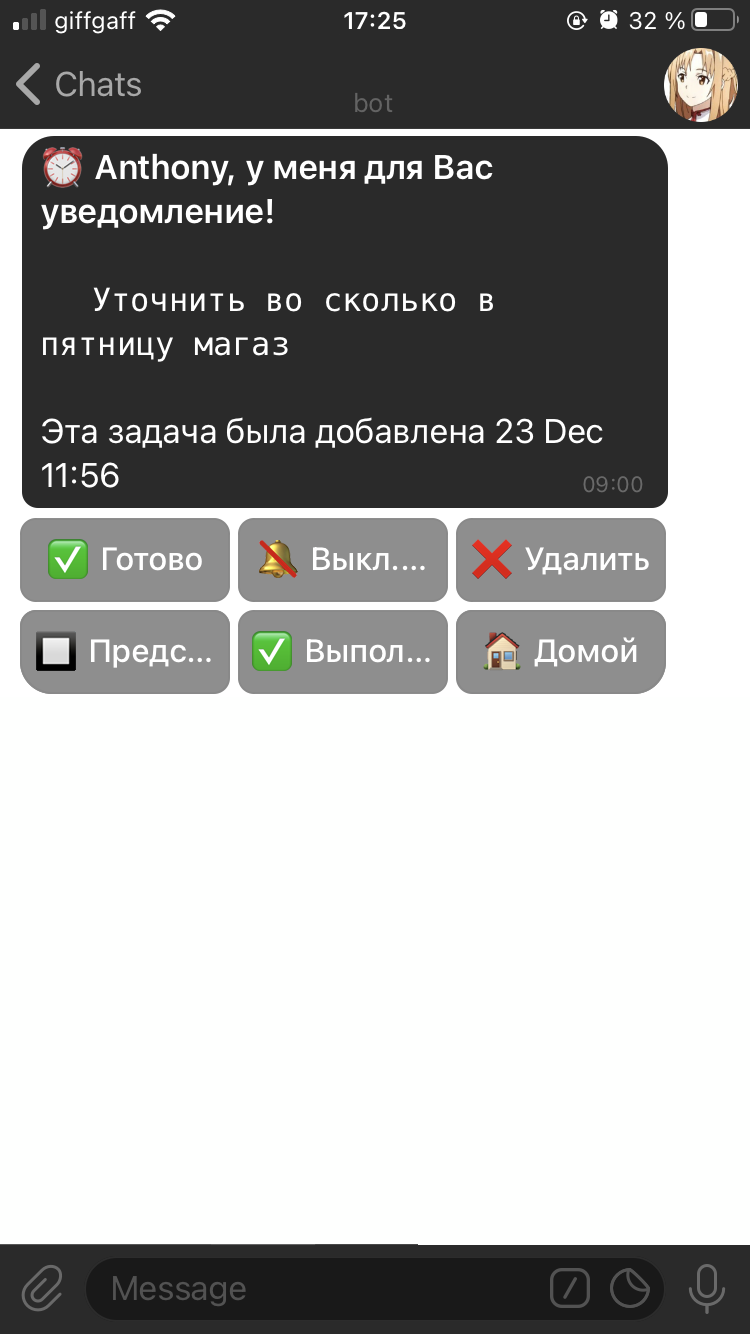 giffgaff 17:25 32 %
Chats
bot
Anthony, у меня для Вас
уведомление!
Уточнить во сколько в
пятницу магаз
Эта задача была добавлена 23 Dec
11:56
09:00
Готово Выкл.... Удалить
Предс... Выпол... Домой
Message